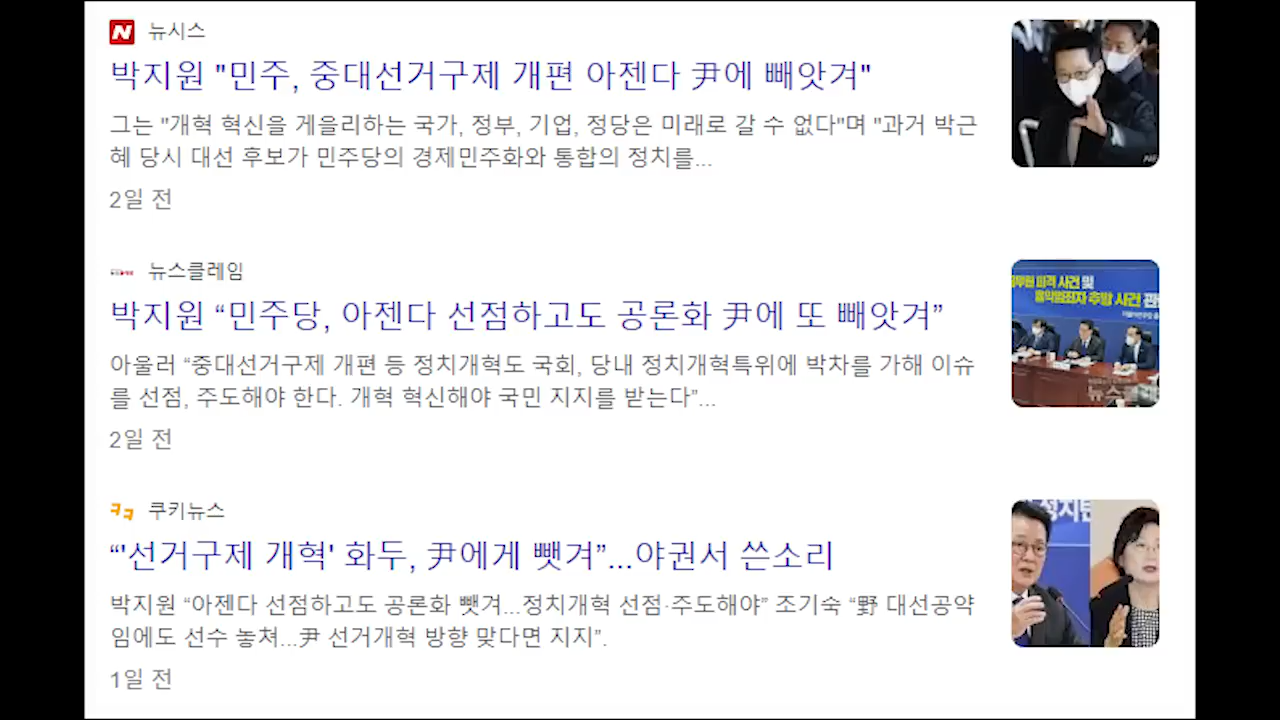 뉴시스
박지원 "민주, 중대선거구제 개편 아젠다 尹에 빼앗겨"
그는 "개혁 혁신을 게을리하는 국가, 정부, 기업, 정당은 미래로 갈 수 없다"며 "과거 박근
혜 당시 대선 후보가 민주당의 경제민주화와 통합의 정치를...
2일 전
뉴스클레임
박지원 “민주당, 아젠다 선점하고도 공론화 尹에 또 빼앗겨”
아울러 “중대선거구제 개편 등 정치개혁도 국회, 당내 정치개혁특위에 박차를 가해 이슈
를 선점, 주도해야 한다. 개혁 혁신해야 국민 지지를 받는다”...
2일 전
쿠키뉴스
“'선거구제 개혁' 화두, 尹에게 뺏겨”...야권서 쓴소리
박지원 “아젠다 선점하고도 공론화 뺏겨...정치개혁 선점·주도해야” 조기숙 “野 대선공약
임에도 선수 놓쳐...尹 선거개혁 방향 맞다면 지지”.
1일 전